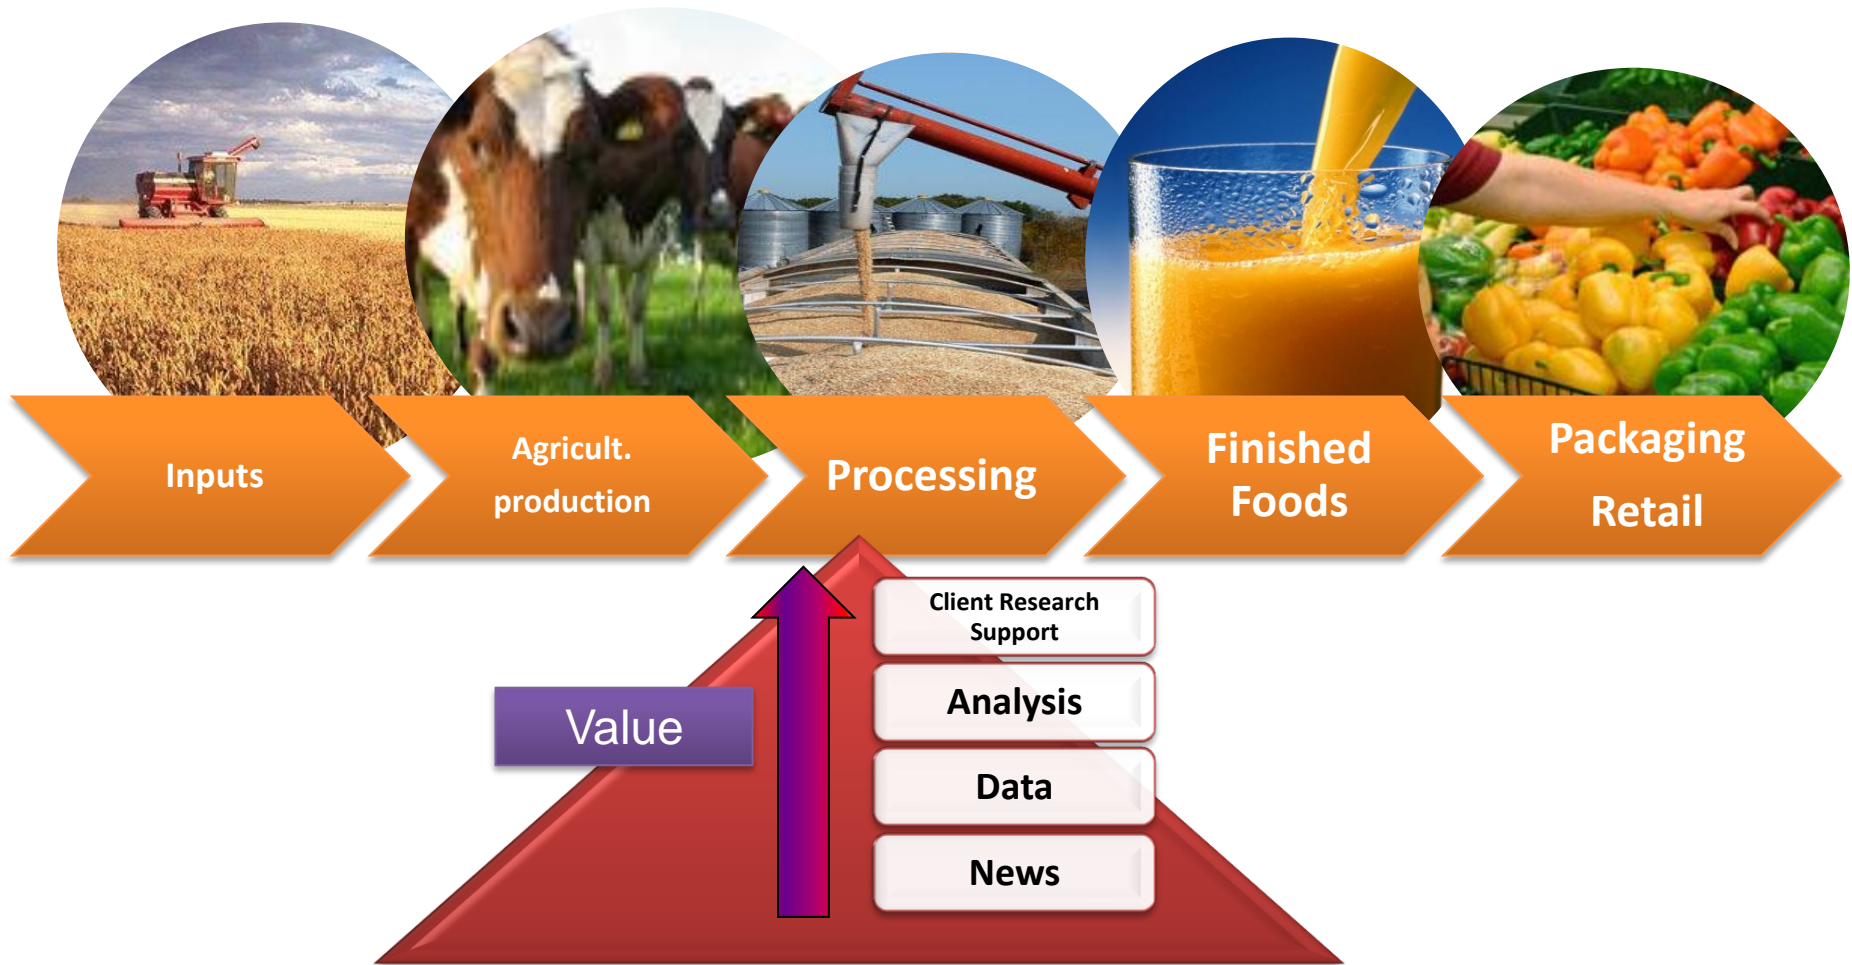 Inputs
Agricult.
production
Processing
Finished
Foods
Packaging
Retail
Client Research
Support
Value
Analysis
Data
News